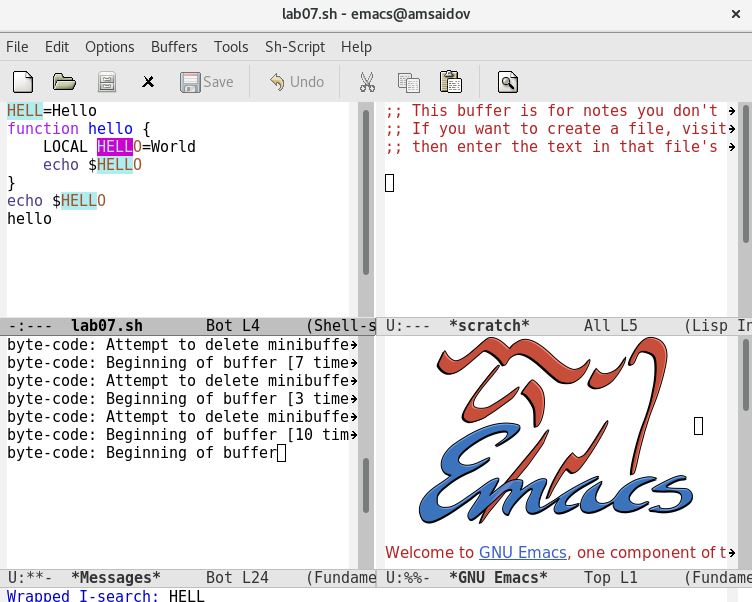 lab07.sh - emacs@amsaidov
File Edit Options Buffers Tools Sh-Script Help
Save Undo
HELL=Hello
function hello {
    LOCAL HELLO=World
    echo $HELLO
}
echo $HELLO
hello
-:--- lab07.sh Bot L4 (Shell-s
;; This buffer is for notes you don't
;; If you want to create a file, visit
;; then enter the text in that file's
U:--- *scratch* All L5 (Lisp In
byte-code: Attempt to delete minibuffe
byte-code: Beginning of buffer [7 time
byte-code: Attempt to delete minibuffe
byte-code: Beginning of buffer [3 time
byte-code: Attempt to delete minibuffe
byte-code: Beginning of buffer [10 tim
byte-code: Beginning of buffer
U:**- *Messages* Bot L24 (Fundame
Emacs
Welcome to GNU Emacs, one component of t
U:%%- *GNU Emacs* Top L1 (Fundame
Wrapped I-search: HELL